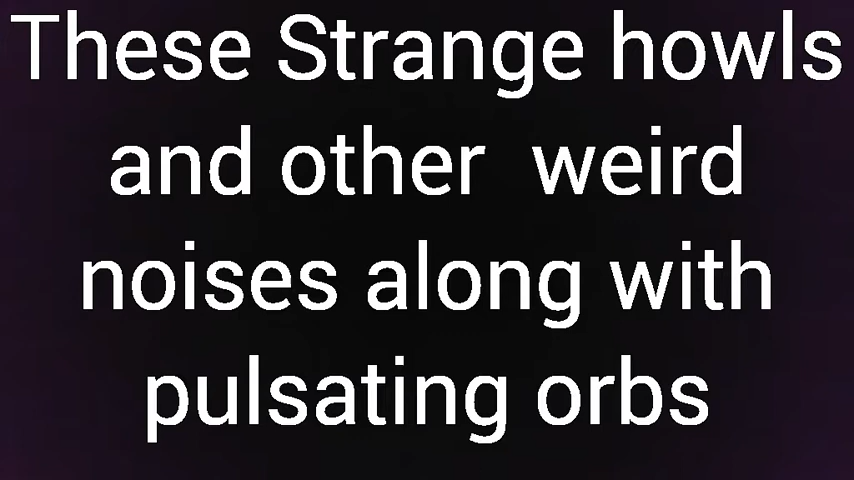 These Strange howls
and other  weird
noises along with
pulsating orbs